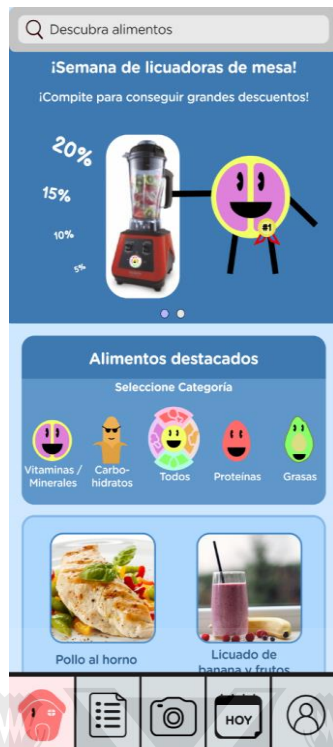 Descubra alimentos
¡Semana de licuadoras de mesa!
¡Compite para conseguir grandes descuentos!
20%
15%
10%
5%
#1
Alimentos destacados
Seleccione Categoría
Vitaminas /
Minerales
Carbo-
hidratos
Todos
Proteínas
Grasas
Pollo al horno
Licuado de
banana y frutos
HOY